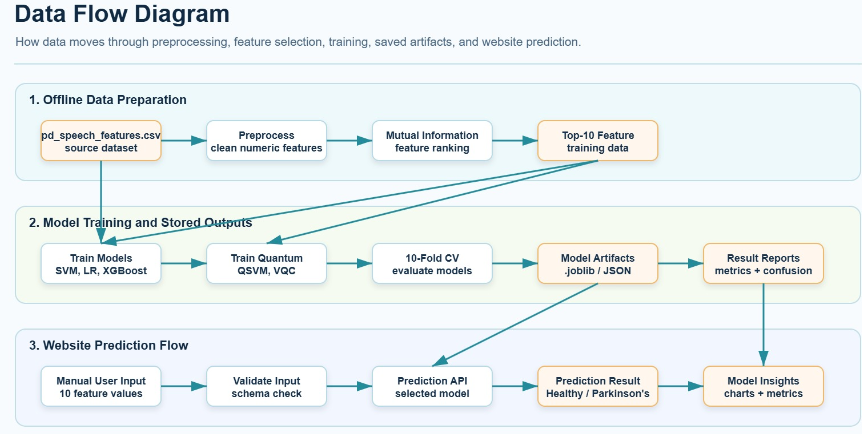 Data Flow Diagram
How data moves through preprocessing, feature selection, training, saved artifacts, and website prediction.
1. Offline Data Preparation
pd_speech_features.csv
source dataset
Preprocess
clean numeric features
Mutual Information
feature ranking
Top-10 Feature
training data
2. Model Training and Stored Outputs
Train Models
SVM, LR, XGBoost
Train Quantum
QSVM, VQC
10-Fold CV
evaluate models
Model Artifacts
.joblib / JSON
Result Reports
metrics + confusion
3. Website Prediction Flow
Manual User Input
10 feature values
Validate Input
schema check
Prediction API
selected model
Prediction Result
Healthy / Parkinson's
Model Insights
charts + metrics